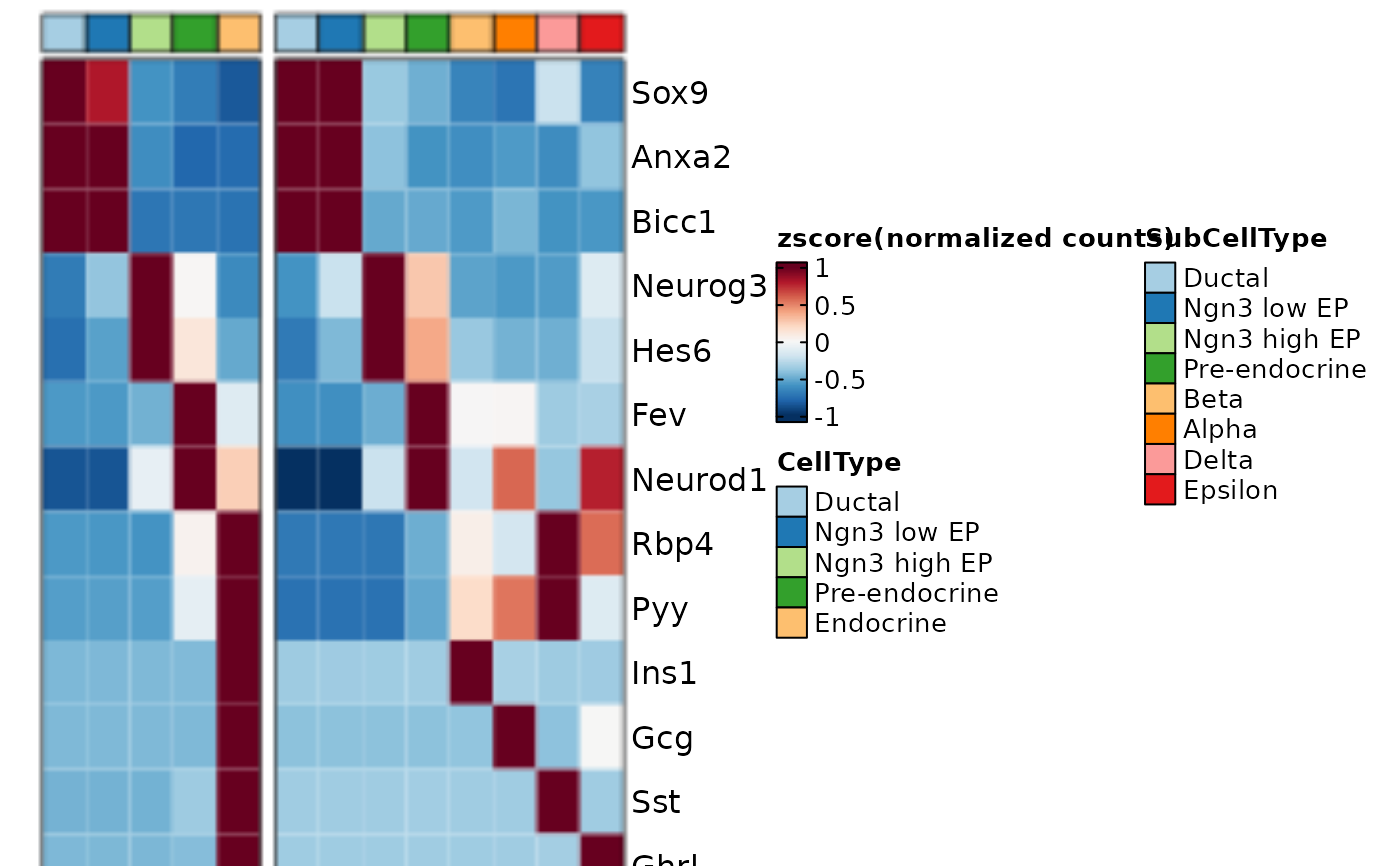 Sox9
Anxa2
Bicc1
Neurog3
Hes6
Fev
Neurod1
Rbp4
Pyy
Ins1
Gcg
Sst
Ghrl
zscore(normalized counts)
1
0.5
0
-0.5
-1
CellType
Ductal
Ngn3 low EP
Ngn3 high EP
Pre-endocrine
Endocrine
SubCellType
Ductal
Ngn3 low EP
Ngn3 high EP
Pre-endocrine
Beta
Alpha
Delta
Epsilon